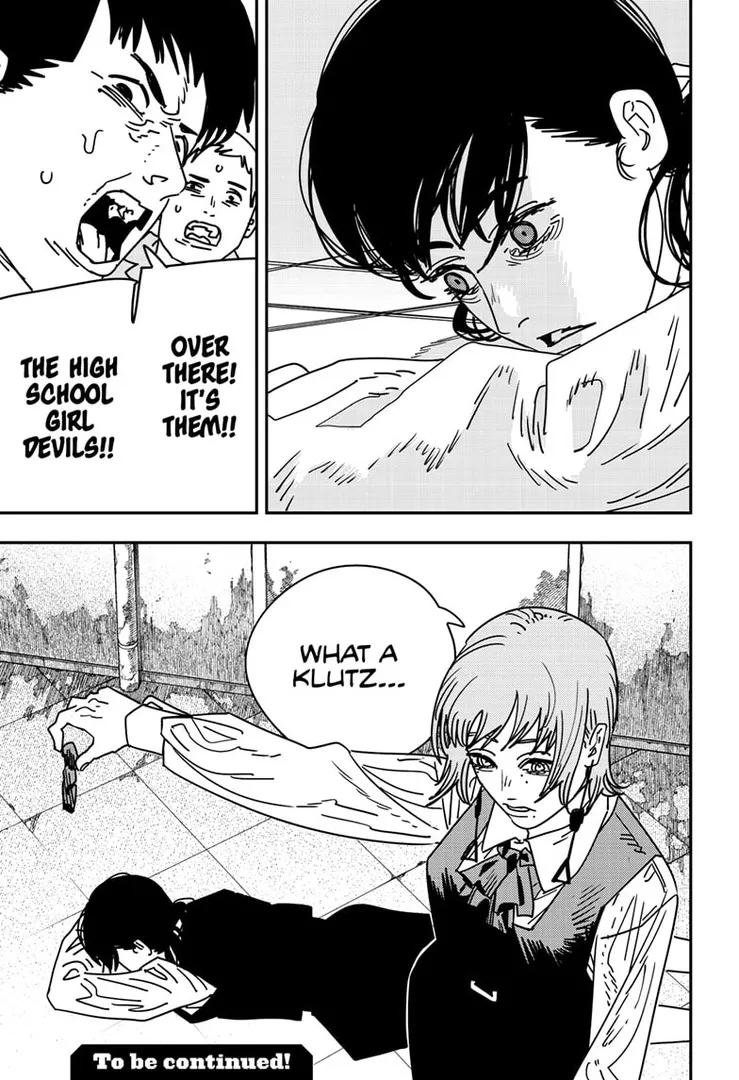 OVER
THERE!
IT'S
THEM!!
THE HIGH
SCHOOL
GIRL
DEVILS!!
WHAT A
KLUTZ...
To be continued!